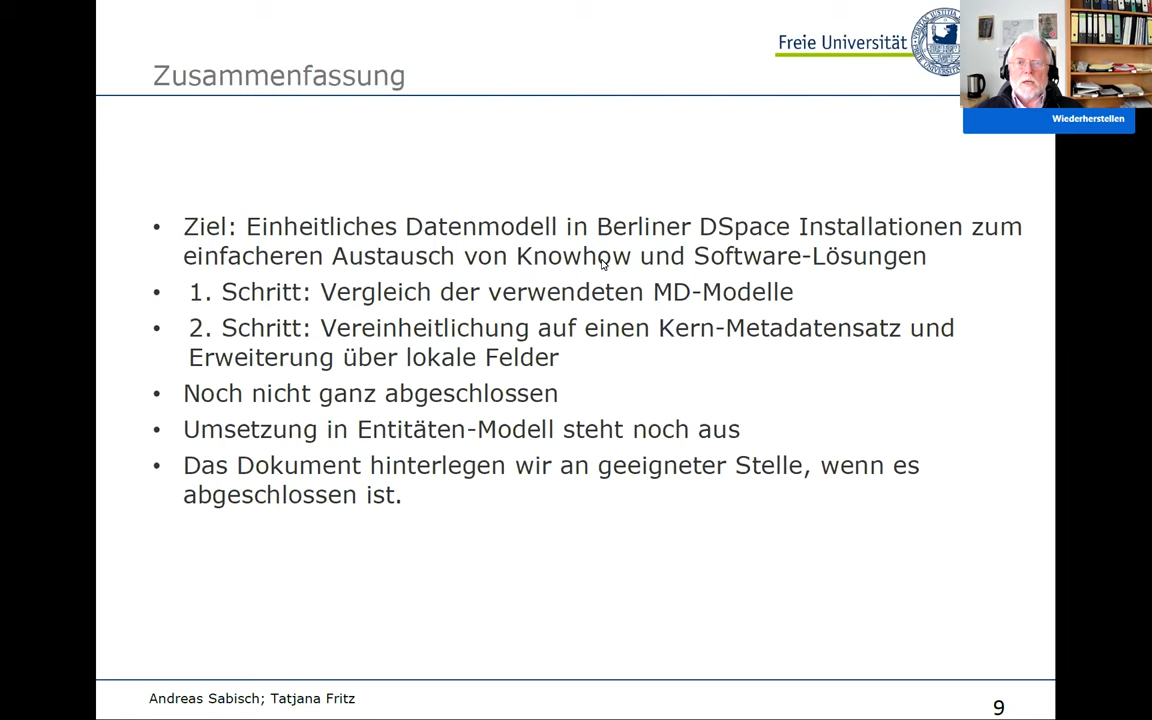 Freie Universität
Zusammenfassung
Wiederherstellen
• Ziel: Einheitliches Datenmodell in Berliner DSpace Installationen zum
einfacheren Austausch von Knowhow und Software-Lösungen
• 1. Schritt: Vergleich der verwendeten MD-Modelle
• 2. Schritt: Vereinheitlichung auf einen Kern-Metadatensatz und
Erweiterung über lokale Felder
• Noch nicht ganz abgeschlossen
• Umsetzung in Entitäten-Modell steht noch aus
• Das Dokument hinterlegen wir an geeigneter Stelle, wenn es
abgeschlossen ist.
Andreas Sabisch; Tatjana Fritz
9